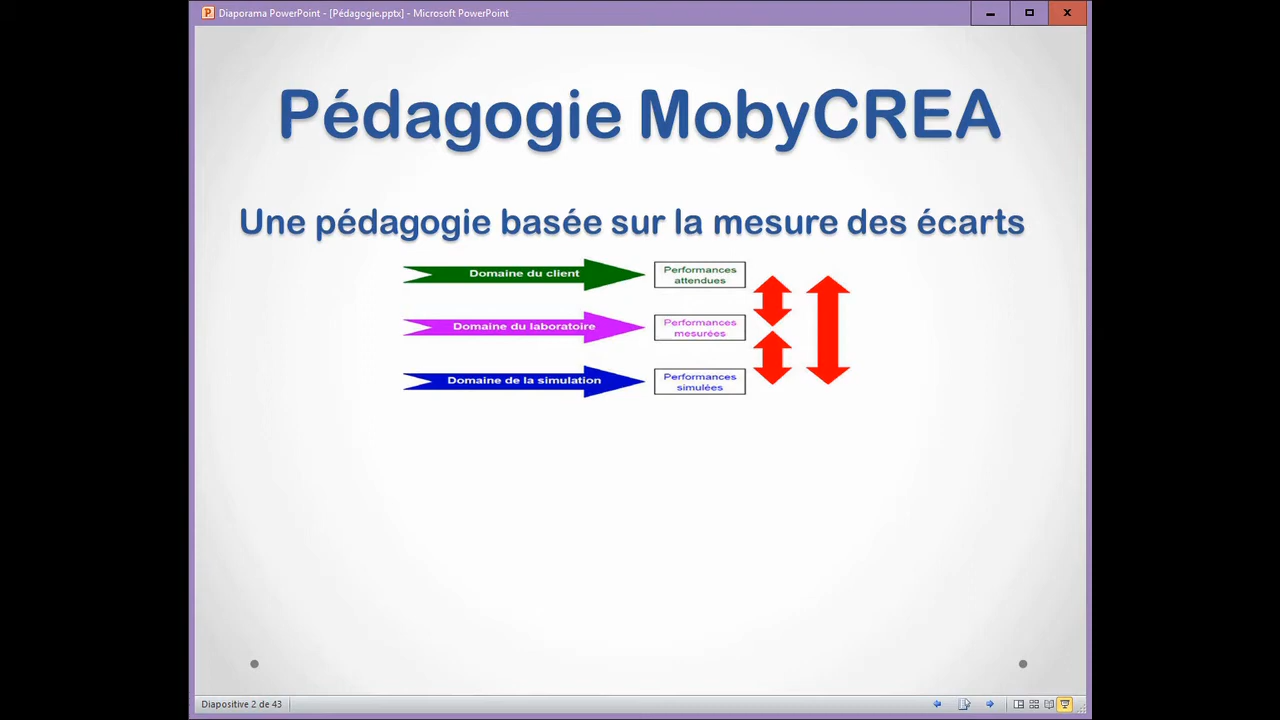 Diaporama PowerPoint - [Pédagogie.pptx] - Microsoft PowerPoint
Pédagogie MobyCREA
Une pédagogie basée sur la mesure des écarts
Domaine du client
Performances
attendues
Domaine du laboratoire
Performances
mesurées
Domaine de la simulation
Performances
simulées
Diapositive 2 de 43